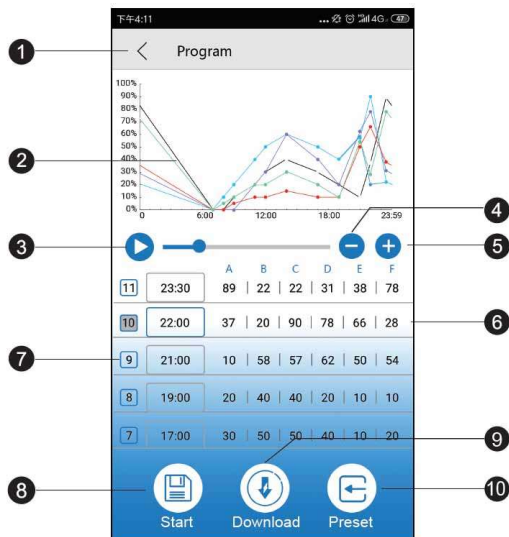 下午4:11 ... 4G 47
1 Program
100%
90%
80%
70%
60%
50%
40%
30%
20%
10%
0%
0 6:00 12:00 18:00 23:59
2
3
4
5
A B C D E F
11 23:30 89 | 22 | 22 | 31 | 38 | 78
10 22:00 37 | 20 | 90 | 78 | 66 | 28
6
7
9 21:00 10 | 58 | 57 | 62 | 50 | 54
8 19:00 20 | 40 | 40 | 20 | 10 | 10
7 17:00 30 | 50 | 50 | 40 | 10 | 20
9
8
10
Start Download Preset